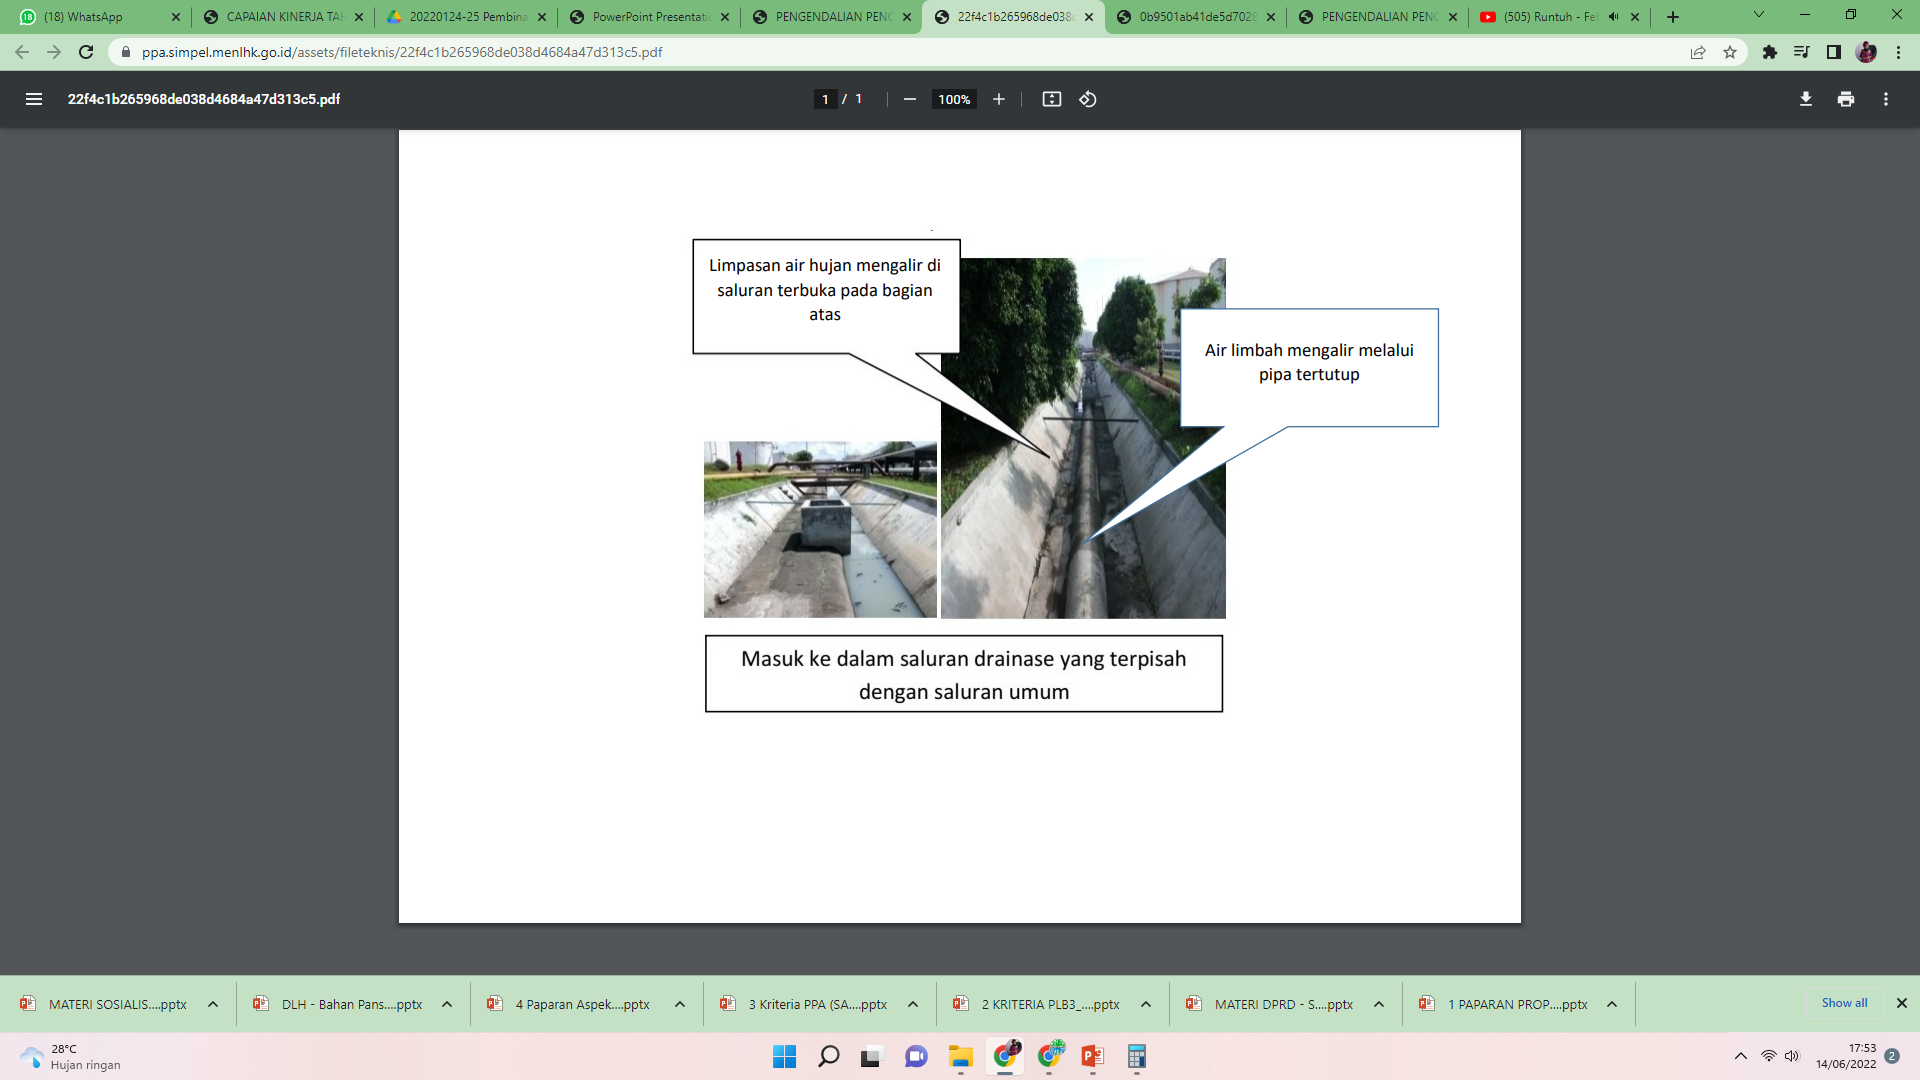 (18) WhatsApp
CAPAIAN KINERJA TAH
20220124-25 Pembina
PowerPoint Presentatio
PENGENDALIAN PENC
22f4c1b265968de038d
0b9501ab41de5d7028
PENGENDALIAN PENC
(505) Runtuh - Feb
ppa.simpel.menlhk.go.id/assets/fileteknis/22f4c1b265968de038d4684a47d313c5.pdf
22f4c1b265968de038d4684a47d313c5.pdf
1 / 1
100%
Limpasan air hujan mengalir di
saluran terbuka pada bagian
atas
Air limbah mengalir melalui
pipa tertutup
Masuk ke dalam saluran drainase yang terpisah
dengan saluran umum
MATERI SOSIALIS....pptx
DLH - Bahan Pans....pptx
4 Paparan Aspek....pptx
3 Kriteria PPA (SA....pptx
2 KRITERIA PLB3_....pptx
MATERI DPRD - S....pptx
1 PAPARAN PROP....pptx
Show all
28°C
Hujan ringan
17:53
14/06/2022
2